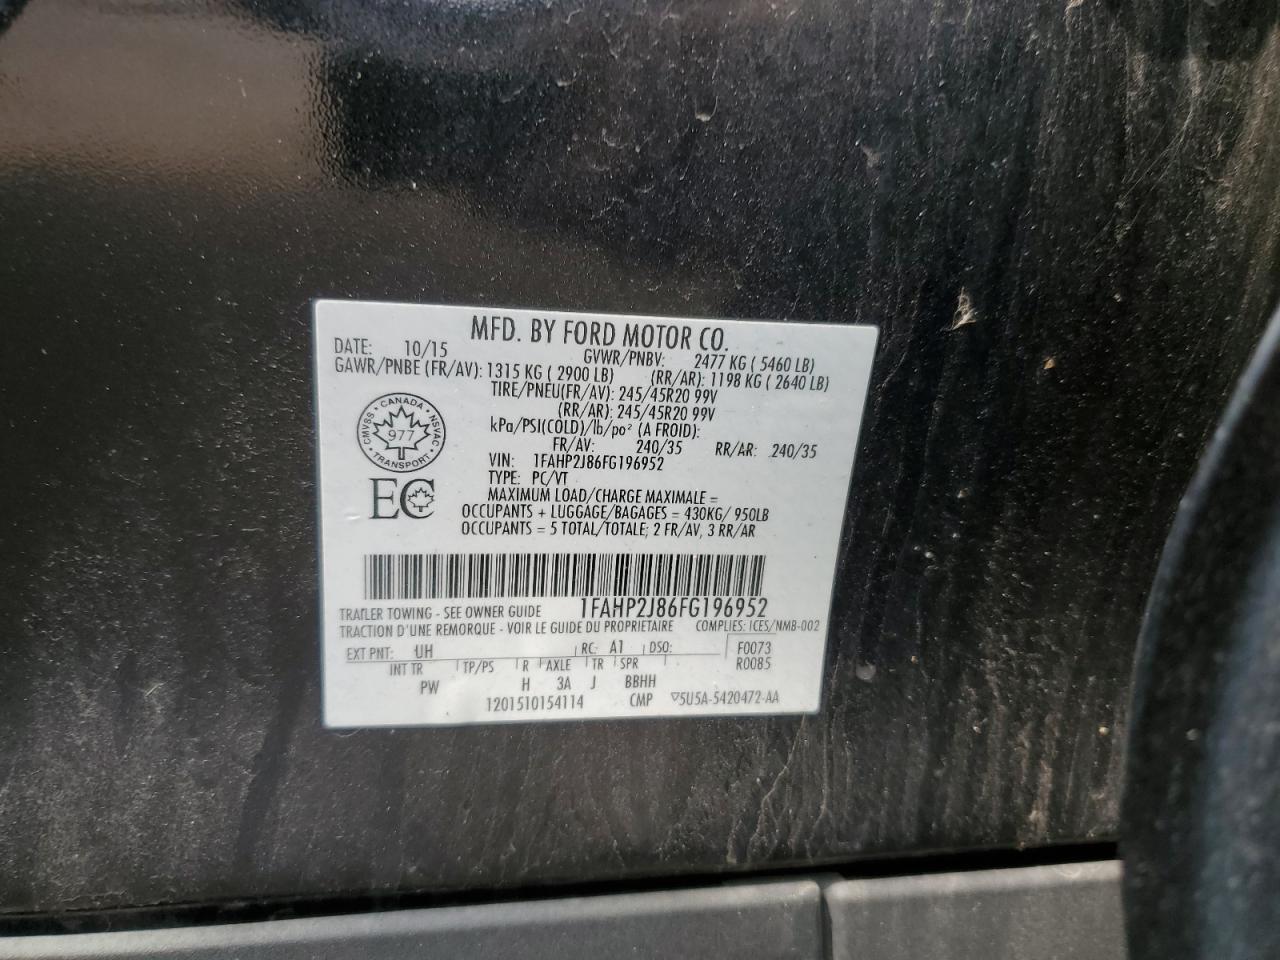 MFD. BY FORD MOTOR CO.
DATE: 10/15 GVWR/PNBV: 2477 KG ( 5460 LB)
GAWR/PNBE (FR/AV): 1315 KG ( 2900 LB) (RR/AR): 1198 KG ( 2640 LB)
TIRE/PNEU(FR/AV): 245/45R20 99V
(RR/AR): 245/45R20 99V
kPa/PSI(COLD)/lb/po² (A FROID):
FR/AV: 240/35 RR/AR: 240/35
VIN: 1FAHP2J86FG196952
TYPE: PC/VT
CANADA
CMVSS • NSVAC
977
TRANSPORT
EC
MAXIMUM LOAD/CHARGE MAXIMALE =
OCCUPANTS + LUGGAGE/BAGAGES = 430KG/ 950LB
OCCUPANTS = 5 TOTAL/TOTALE; 2 FR/AV, 3 RR/AR
1FAHP2J86FG196952
TRAILER TOWING - SEE OWNER GUIDE
TRACTION D'UNE REMORQUE - VOIR LE GUIDE DU PROPRIETAIRE COMPLIES: ICES/NMB-002
EXT PNT: UH RC: A1 DSO: F0073
INT TR TP/PS R AXLE TR SPR R0085
PW H 3A J BBHH
1201510154114 CMP ▽5U5A-5420472-AA